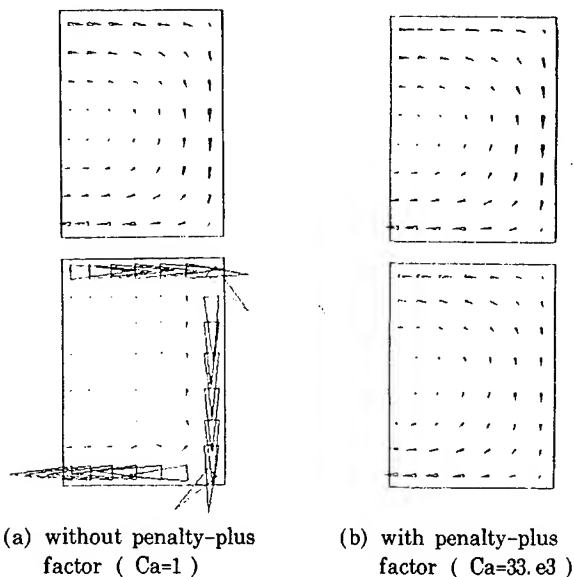 (a) without penalty-plus
factor ( Ca=1 )
(b) with penalty-plus
factor ( Ca=33. e3 )